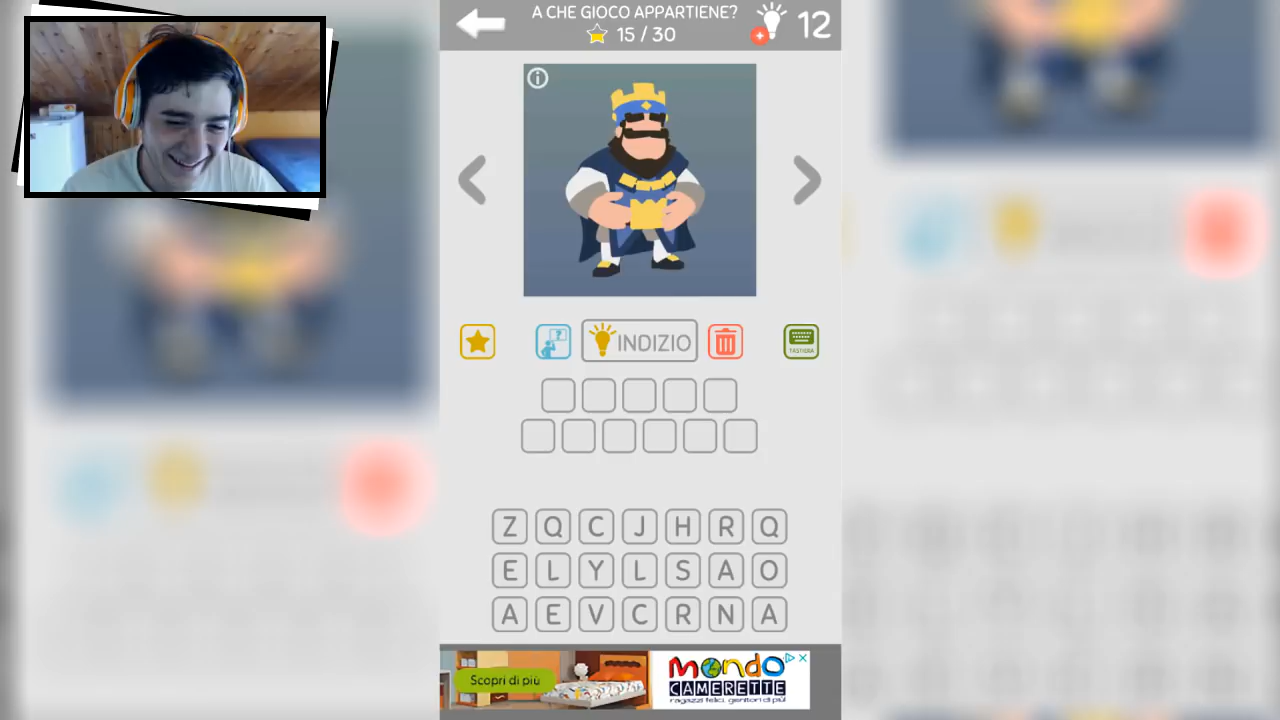 A CHE GIOCO APPARTIENE?
15 / 30
12
INDIZIO
TASTIERA
Z Q C J H R Q
E L Y L S A O
A E V C R N A
Scopri di più
MONDO
CAMERETTE
ragazzi felici, genitori di più